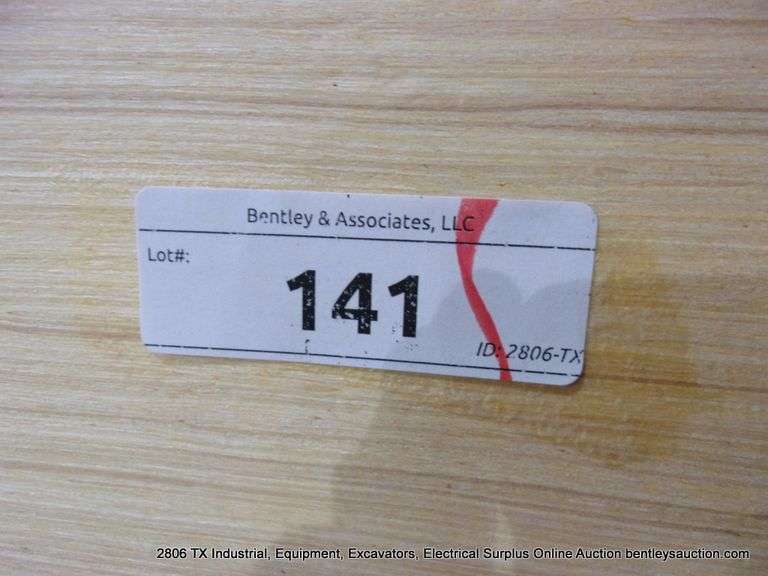 Bentley & Associates, LLC
Lot#:
141
ID: 2806-TX
2806 TX Industrial, Equipment, Excavators, Electrical Surplus Online Auction bentleysauction.com